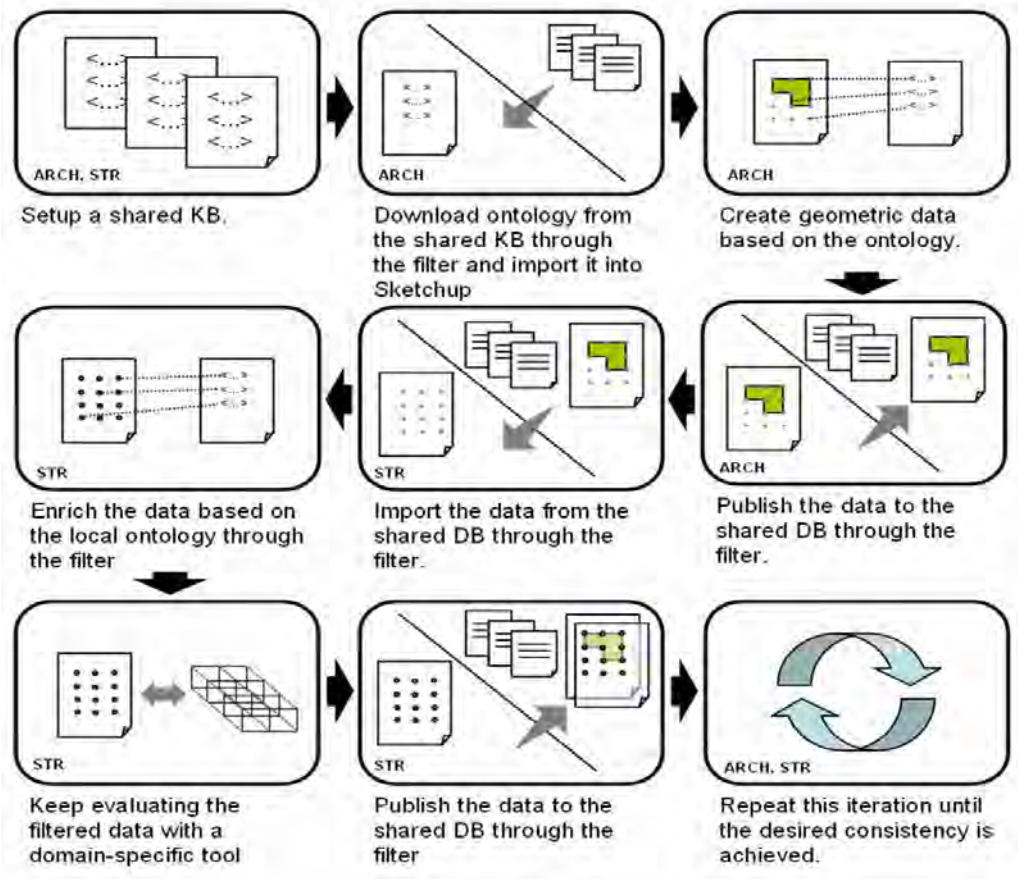 ARCH, STR
Setup a shared KB.
ARCH
Download ontology from
the shared KB through
the filter and import it into
Sketchup
ARCH
Create geometric data
based on the ontology.
ARCH
Publish the data to the
shared DB through the
filter.
STR
Import the data from the
shared DB through the
filter.
STR
Enrich the data based on
the local ontology through
the filter
STR
Keep evaluating the
filtered data with a
domain-specific tool
STR
Publish the data to the
shared DB through the
filter
ARCH, STR
Repeat this iteration until
the desired consistency is
achieved.